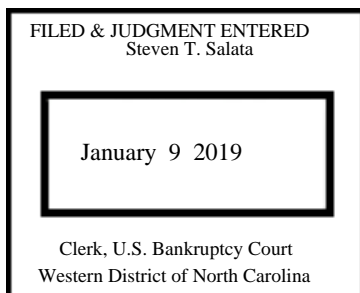 FILED & JUDGMENT ENTERED
Steven T. Salata
January 9 2019
Clerk, U.S. Bankruptcy Court
Western District of North Carolina